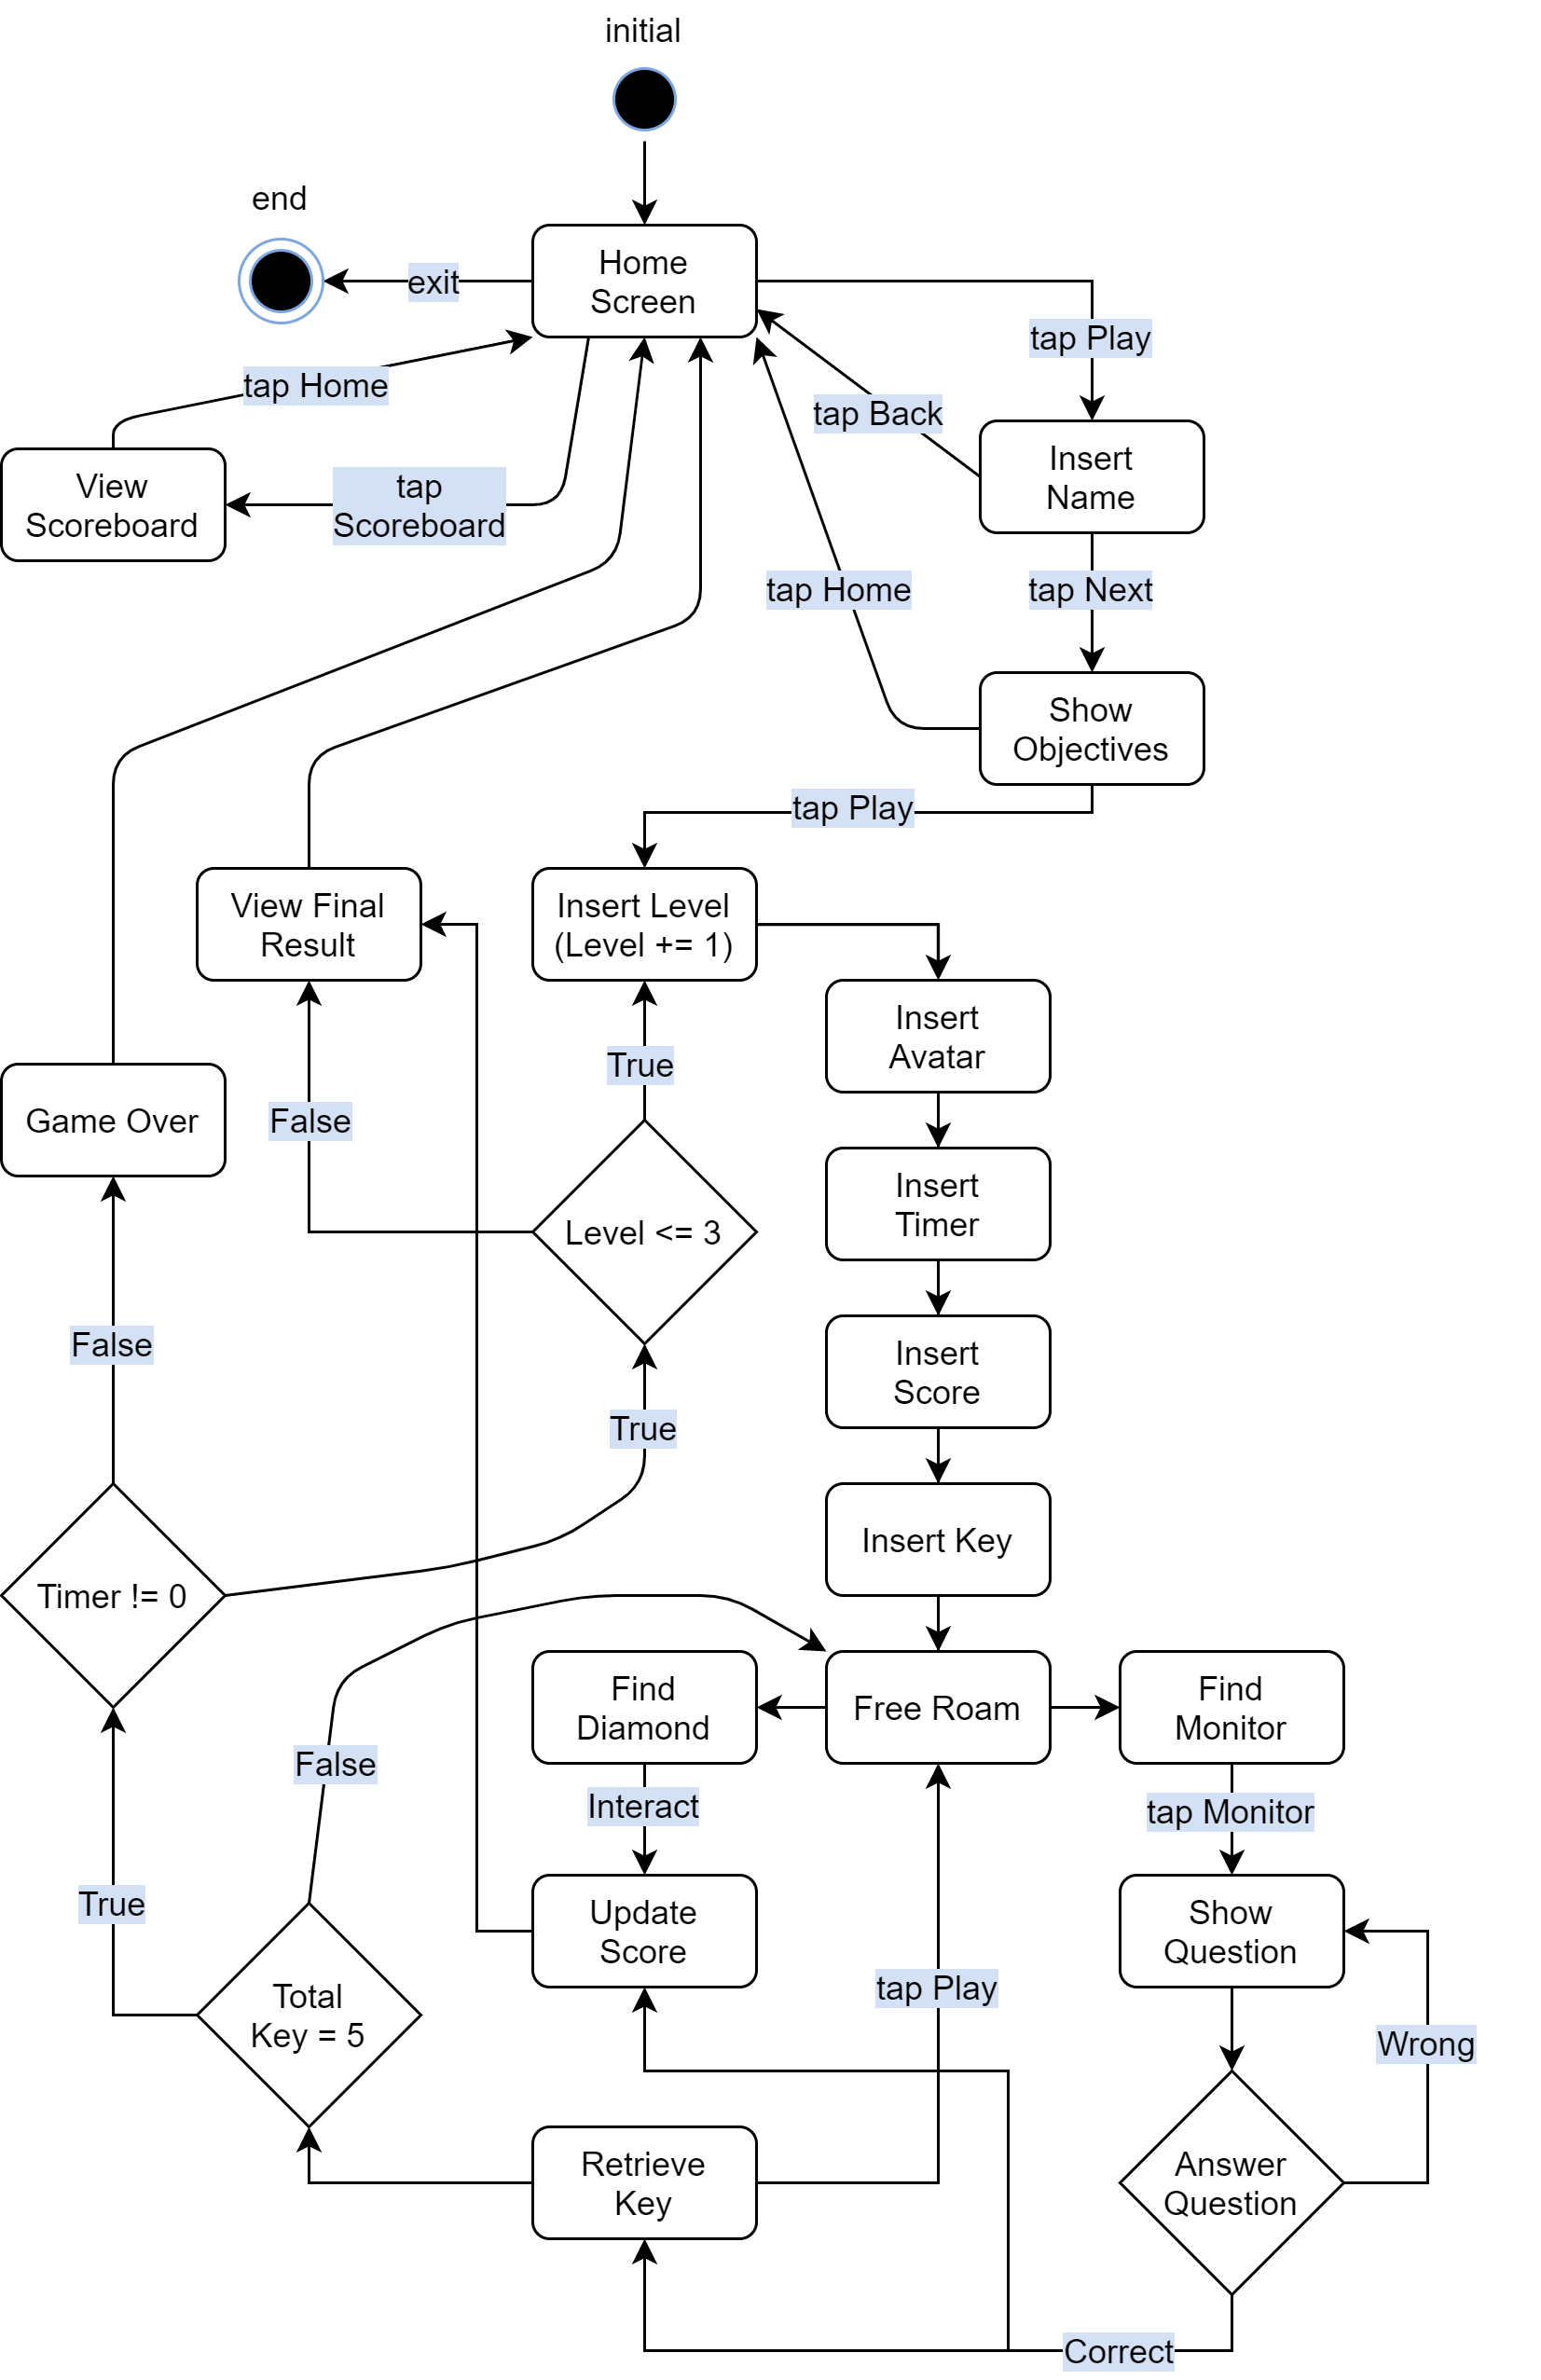 initial
end
Home
Screen
exit
tap Play
tap Home
tap Back
Insert
Name
View
Scoreboard
tap
Scoreboard
tap Home
tap Next
Show
Objectives
tap Play
View Final
Result
Insert Level
(Level += 1)
Insert
Avatar
True
False
Game Over
Insert
Timer
Level <= 3
False
Insert
Score
True
Insert Key
Timer != 0
Find
Diamond
Free Roam
Find
Monitor
False
Interact
tap Monitor
True
Update
Score
Show
Question
Total
Key = 5
tap Play
Wrong
Retrieve
Key
Answer
Question
Correct